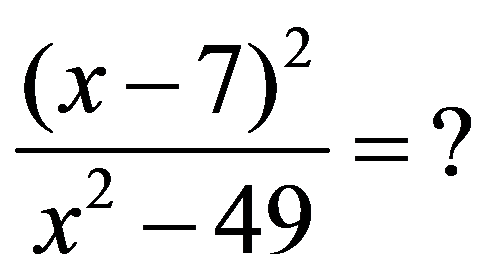 (x − 7)²
x² − 49
= ?